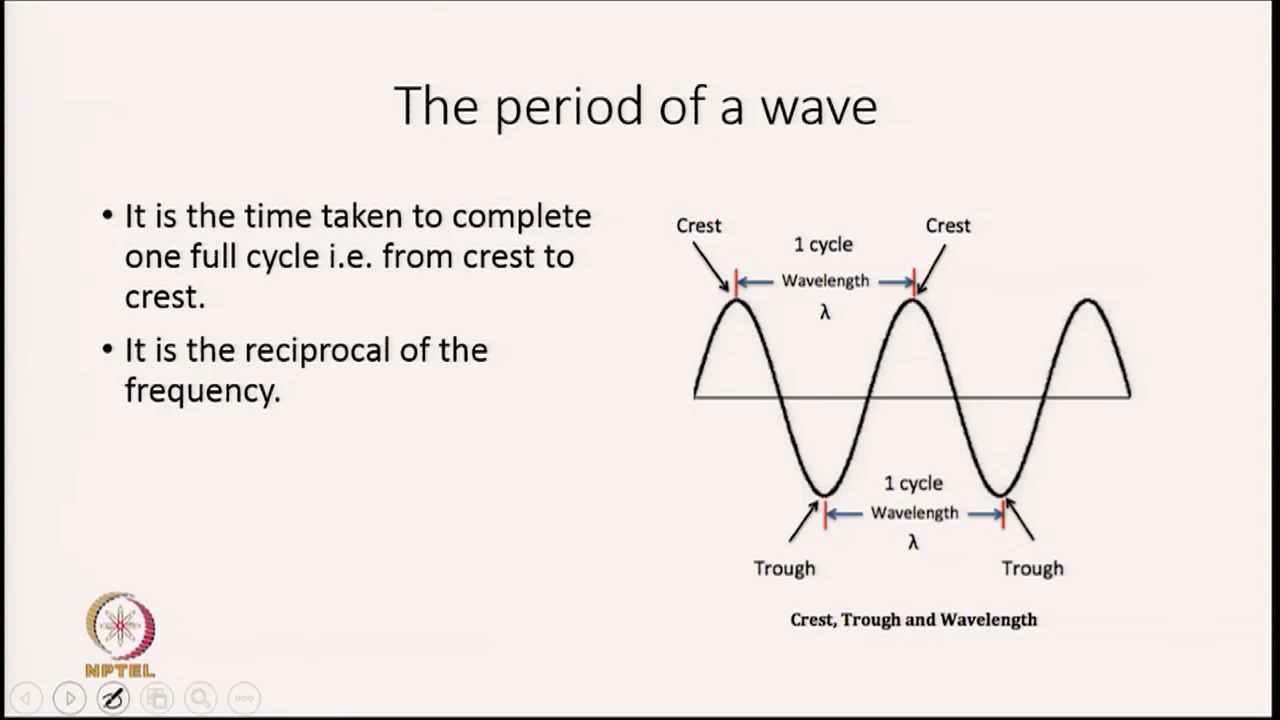 The period of a wave
• It is the time taken to complete
one full cycle i.e. from crest to
crest.
• It is the reciprocal of the
frequency.
Crest
Crest
1 cycle
Wavelength
λ
1 cycle
Wavelength
λ
Trough
Trough
Crest, Trough and Wavelength
NPTEL